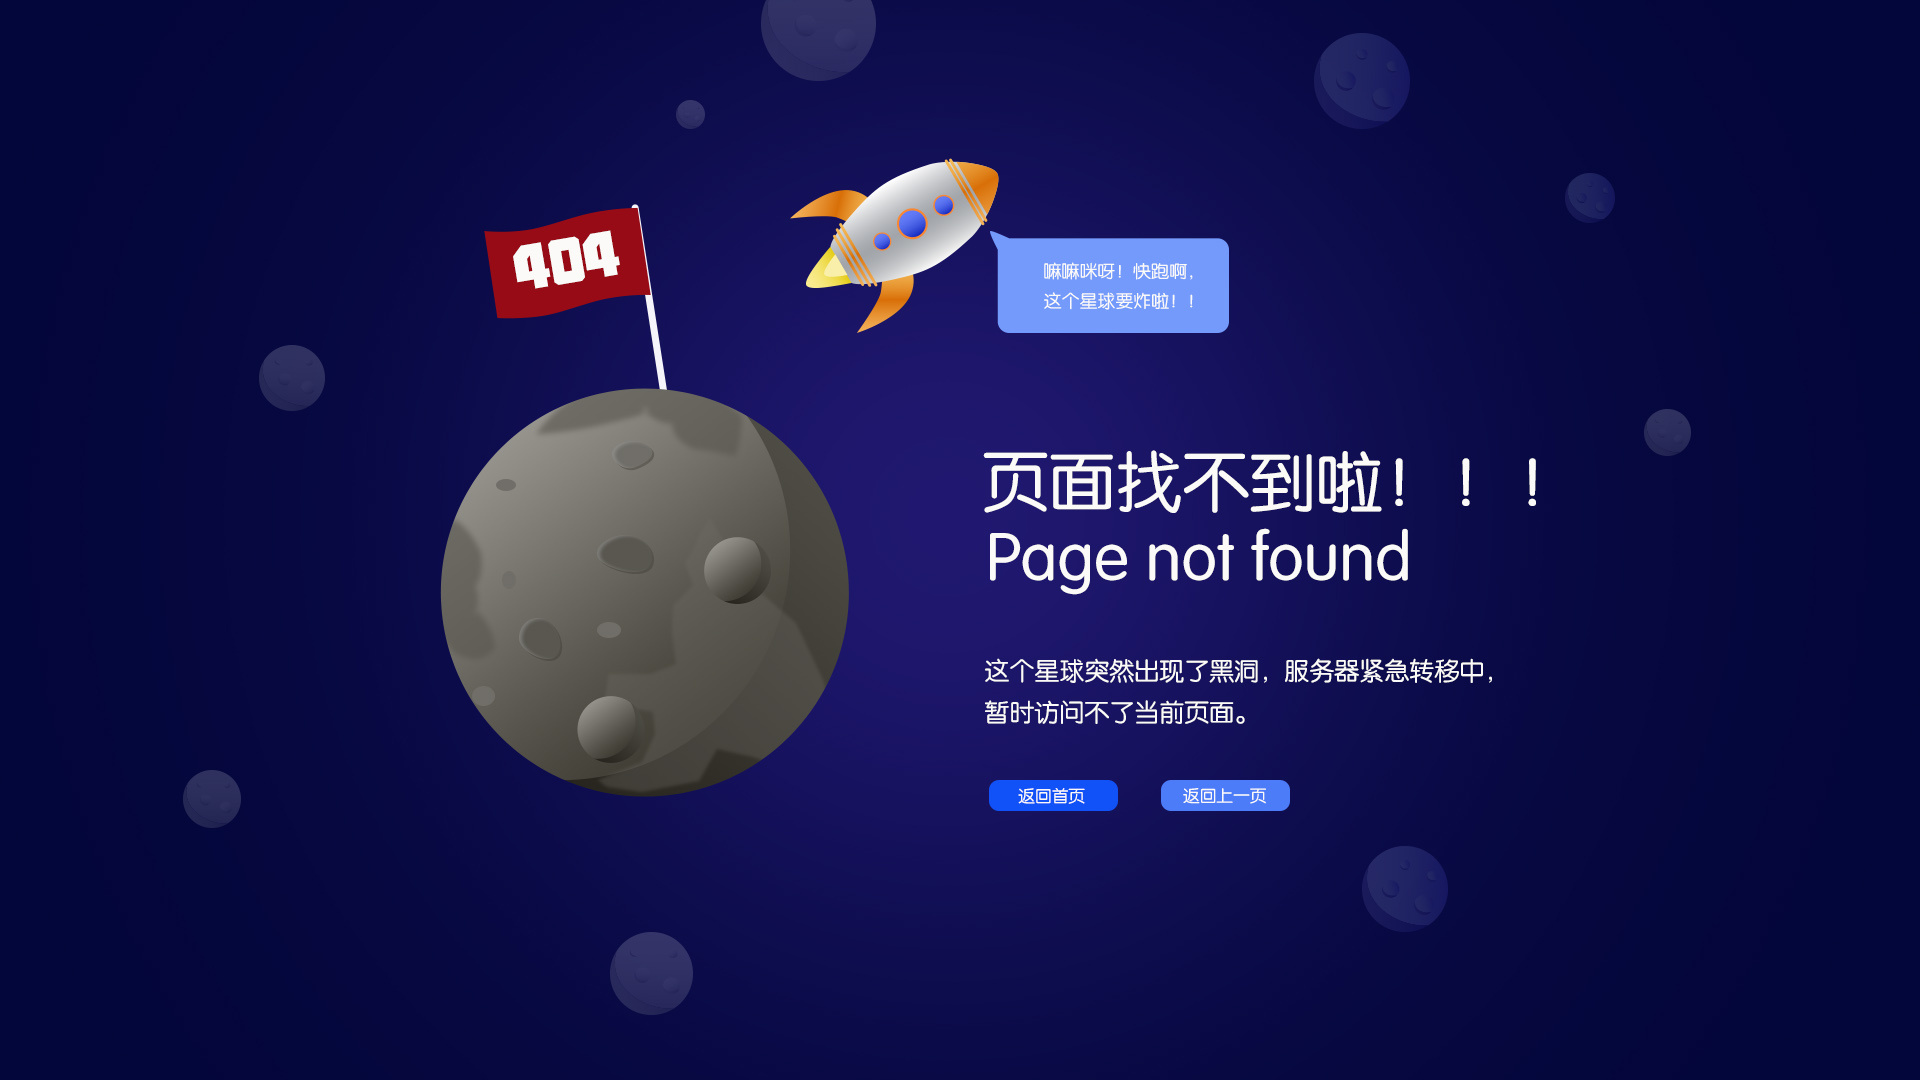 404
嘛嘛咪呀！快跑啊，
这个星球要炸啦！！
页面找不到啦！！！
Page not found
这个星球突然出现了黑洞，服务器紧急转移中，
暂时访问不了当前页面。
返回首页
返回上一页